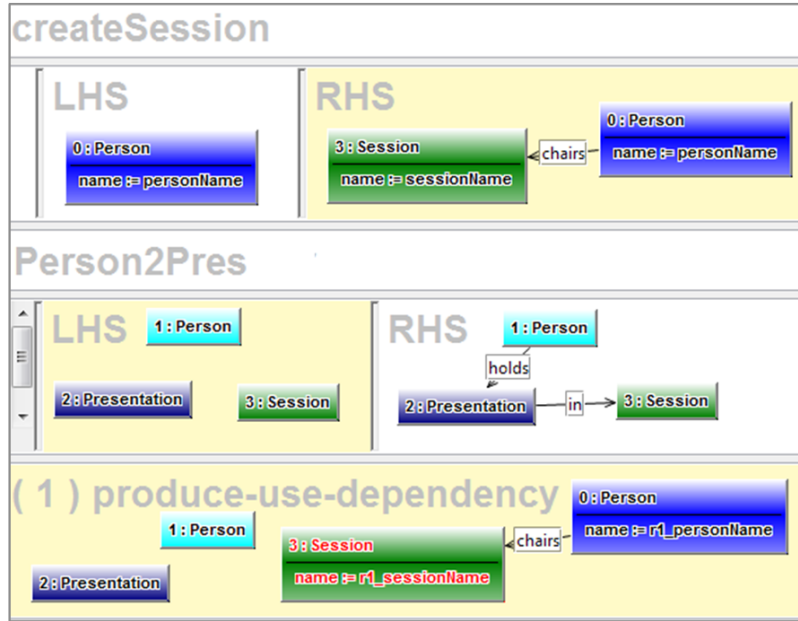 createSession
LHS
0 : Person
name := personName
RHS
3 : Session
name := sessionName
chairs
0 : Person
name := personName
Person2Pres
LHS
1 : Person
2 : Presentation
3 : Session
RHS
1 : Person
holds
2 : Presentation
in
3 : Session
( 1 ) produce-use-dependency
1 : Person
2 : Presentation
3 : Session
name := r1_sessionName
chairs
0 : Person
name := r1_personName